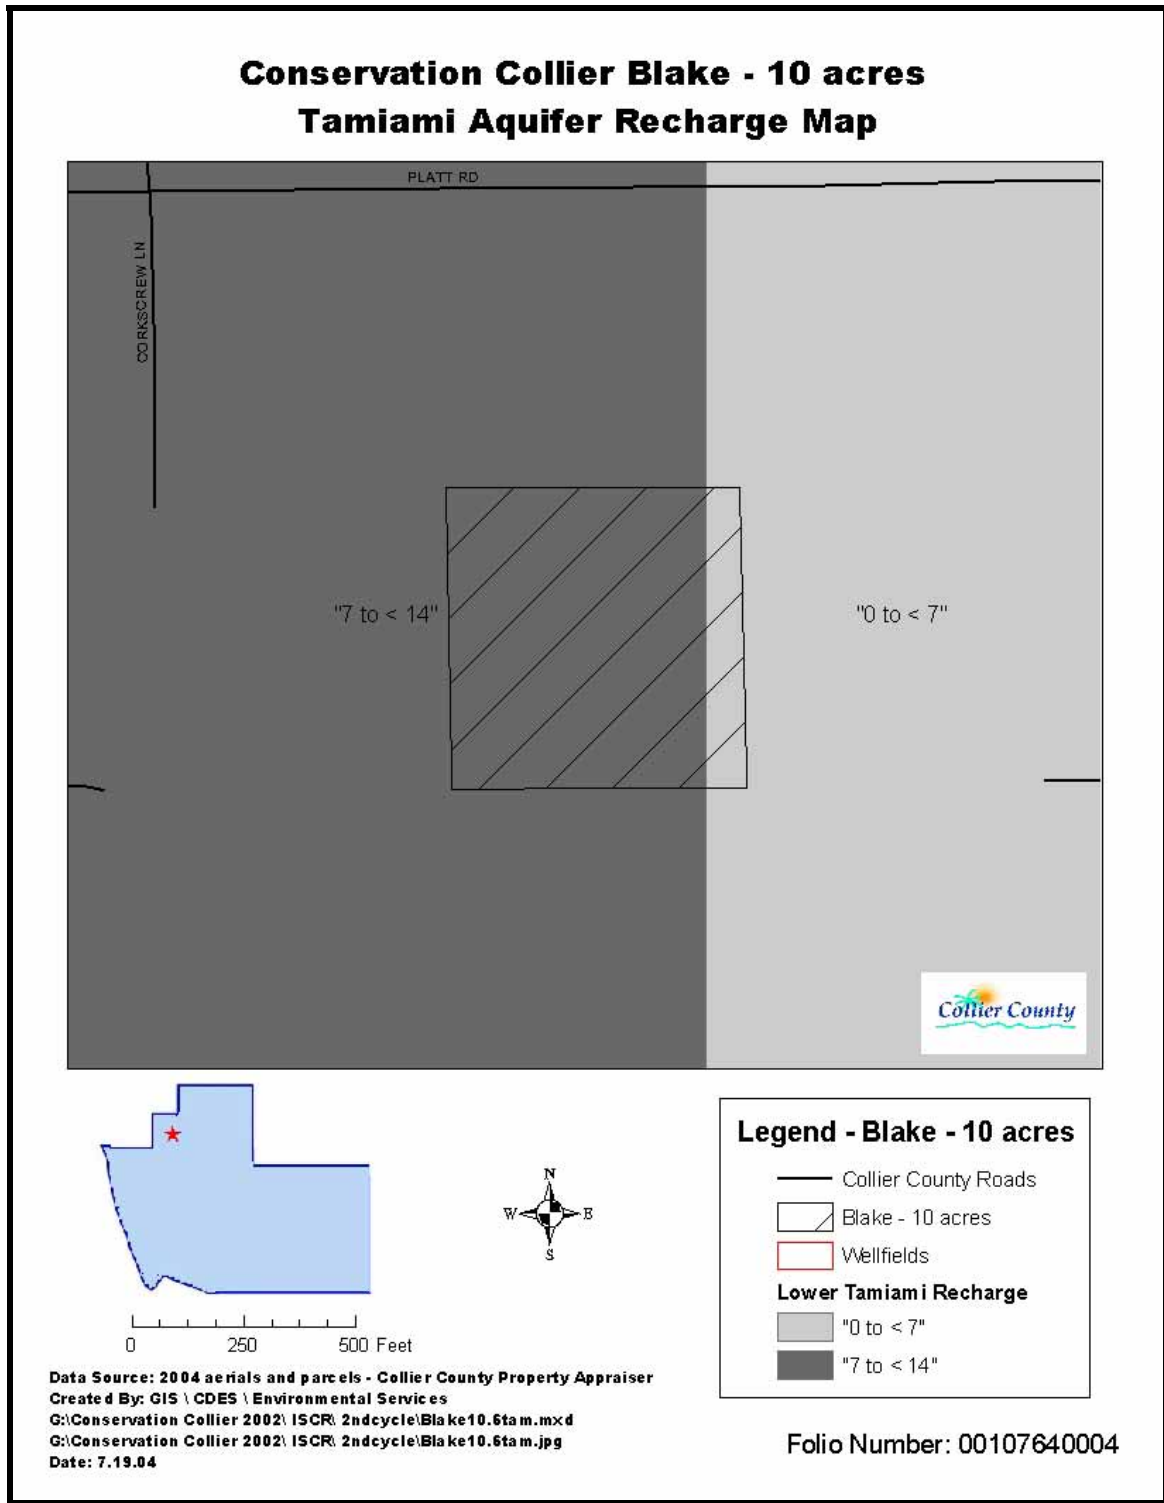 Conservation Collier Blake - 10 acres
Tamiami Aquifer Recharge Map
PLATT RD
CORKSCREW LN
"7 to < 14"
"0 to < 7"
Collier County
N
W E
S
0 250 500 Feet
Legend - Blake - 10 acres
Collier County Roads
Blake - 10 acres
Wellfields
Lower Tamiami Recharge
"0 to < 7"
"7 to < 14"
Data Source: 2004 aerials and parcels - Collier County Property Appraiser
Created By: GIS \ CDES \ Environmental Services
G:\Conservation Collier 2002\ ISCR\ 2ndcycle\Blake10.6tam.mxd
G:\Conservation Collier 2002\ ISCR\ 2ndcycle\Blake10.6tam.jpg
Date: 7.19.04
Folio Number: 00107640004